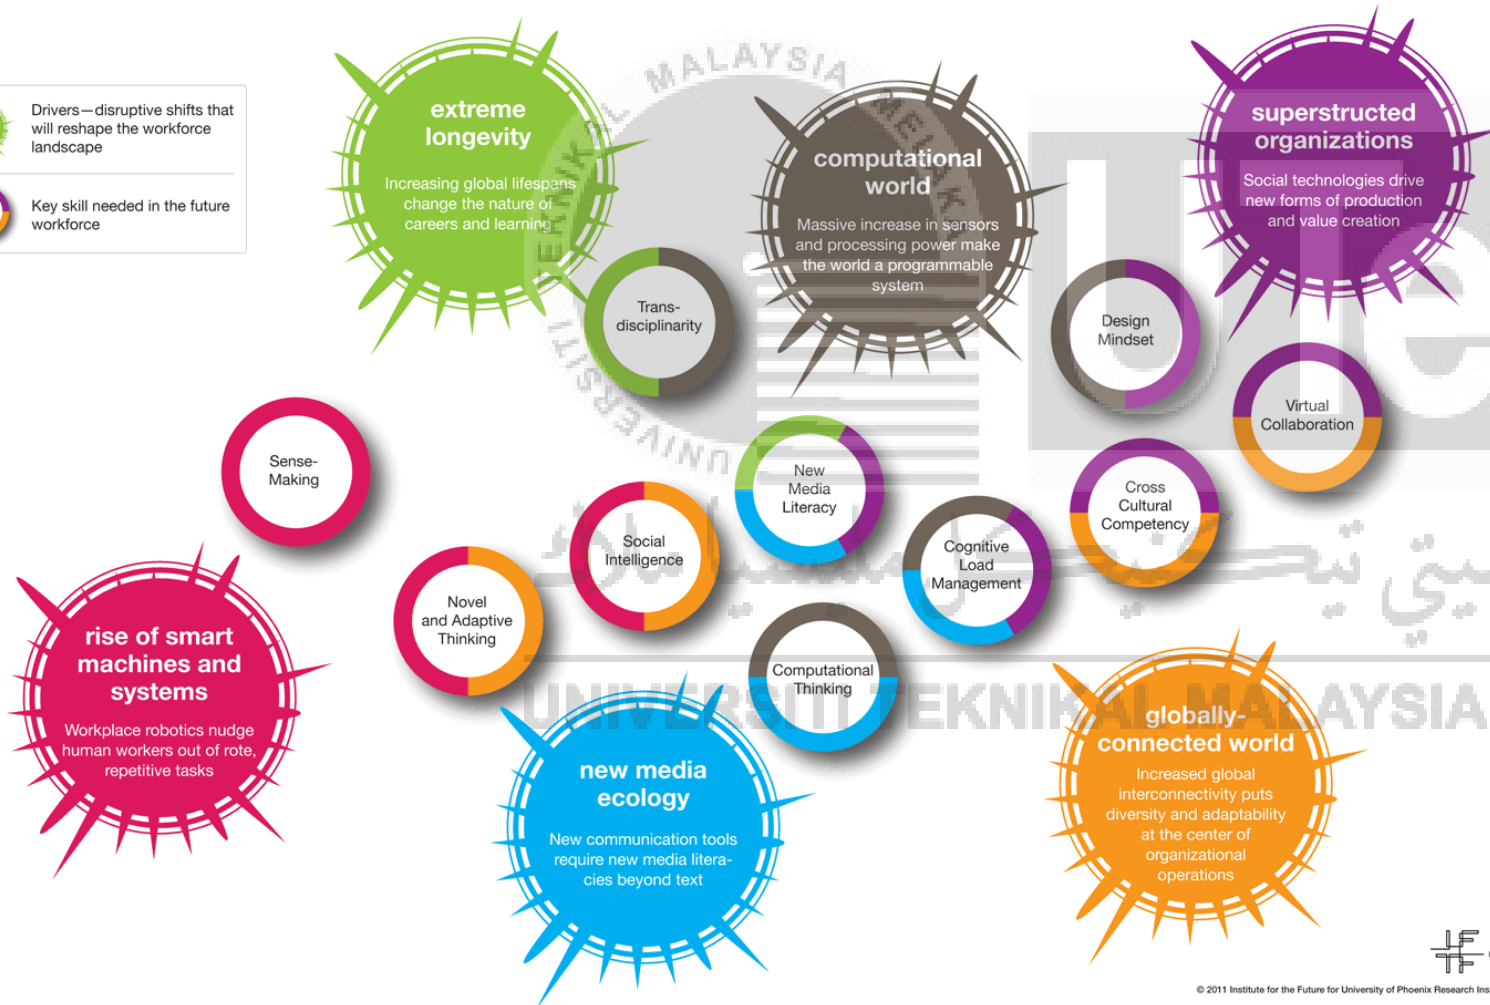 Drivers—disruptive shifts that
will reshape the workforce
landscape
Key skill needed in the future
workforce
extreme
longevity
Increasing global lifespans
change the nature of
careers and learning
computational
world
Massive increase in sensors
and processing power make
the world a programmable
system
superstructed
organizations
Social technologies drive
new forms of production
and value creation
Trans-
disciplinarity
Design
Mindset
Virtual
Collaboration
Sense-
Making
New
Media
Literacy
Cross
Cultural
Competency
Social
Intelligence
Cognitive
Load
Management
Novel
and Adaptive
Thinking
Computational
Thinking
rise of smart
machines and
systems
Workplace robotics nudge
human workers out of rote,
repetitive tasks
new media
ecology
New communication tools
require new media litera-
cies beyond text
globally-
connected world
Increased global
interconnectivity puts
diversity and adaptability
at the center of
organizational
operations
UNIVERSITI TEKNIKAL MALAYSIA
UNIVERSITI TEKNIKAL MALAYSIA MELAKA
UTe
© 2011 Institute for the Future for University of Phoenix Research Ins